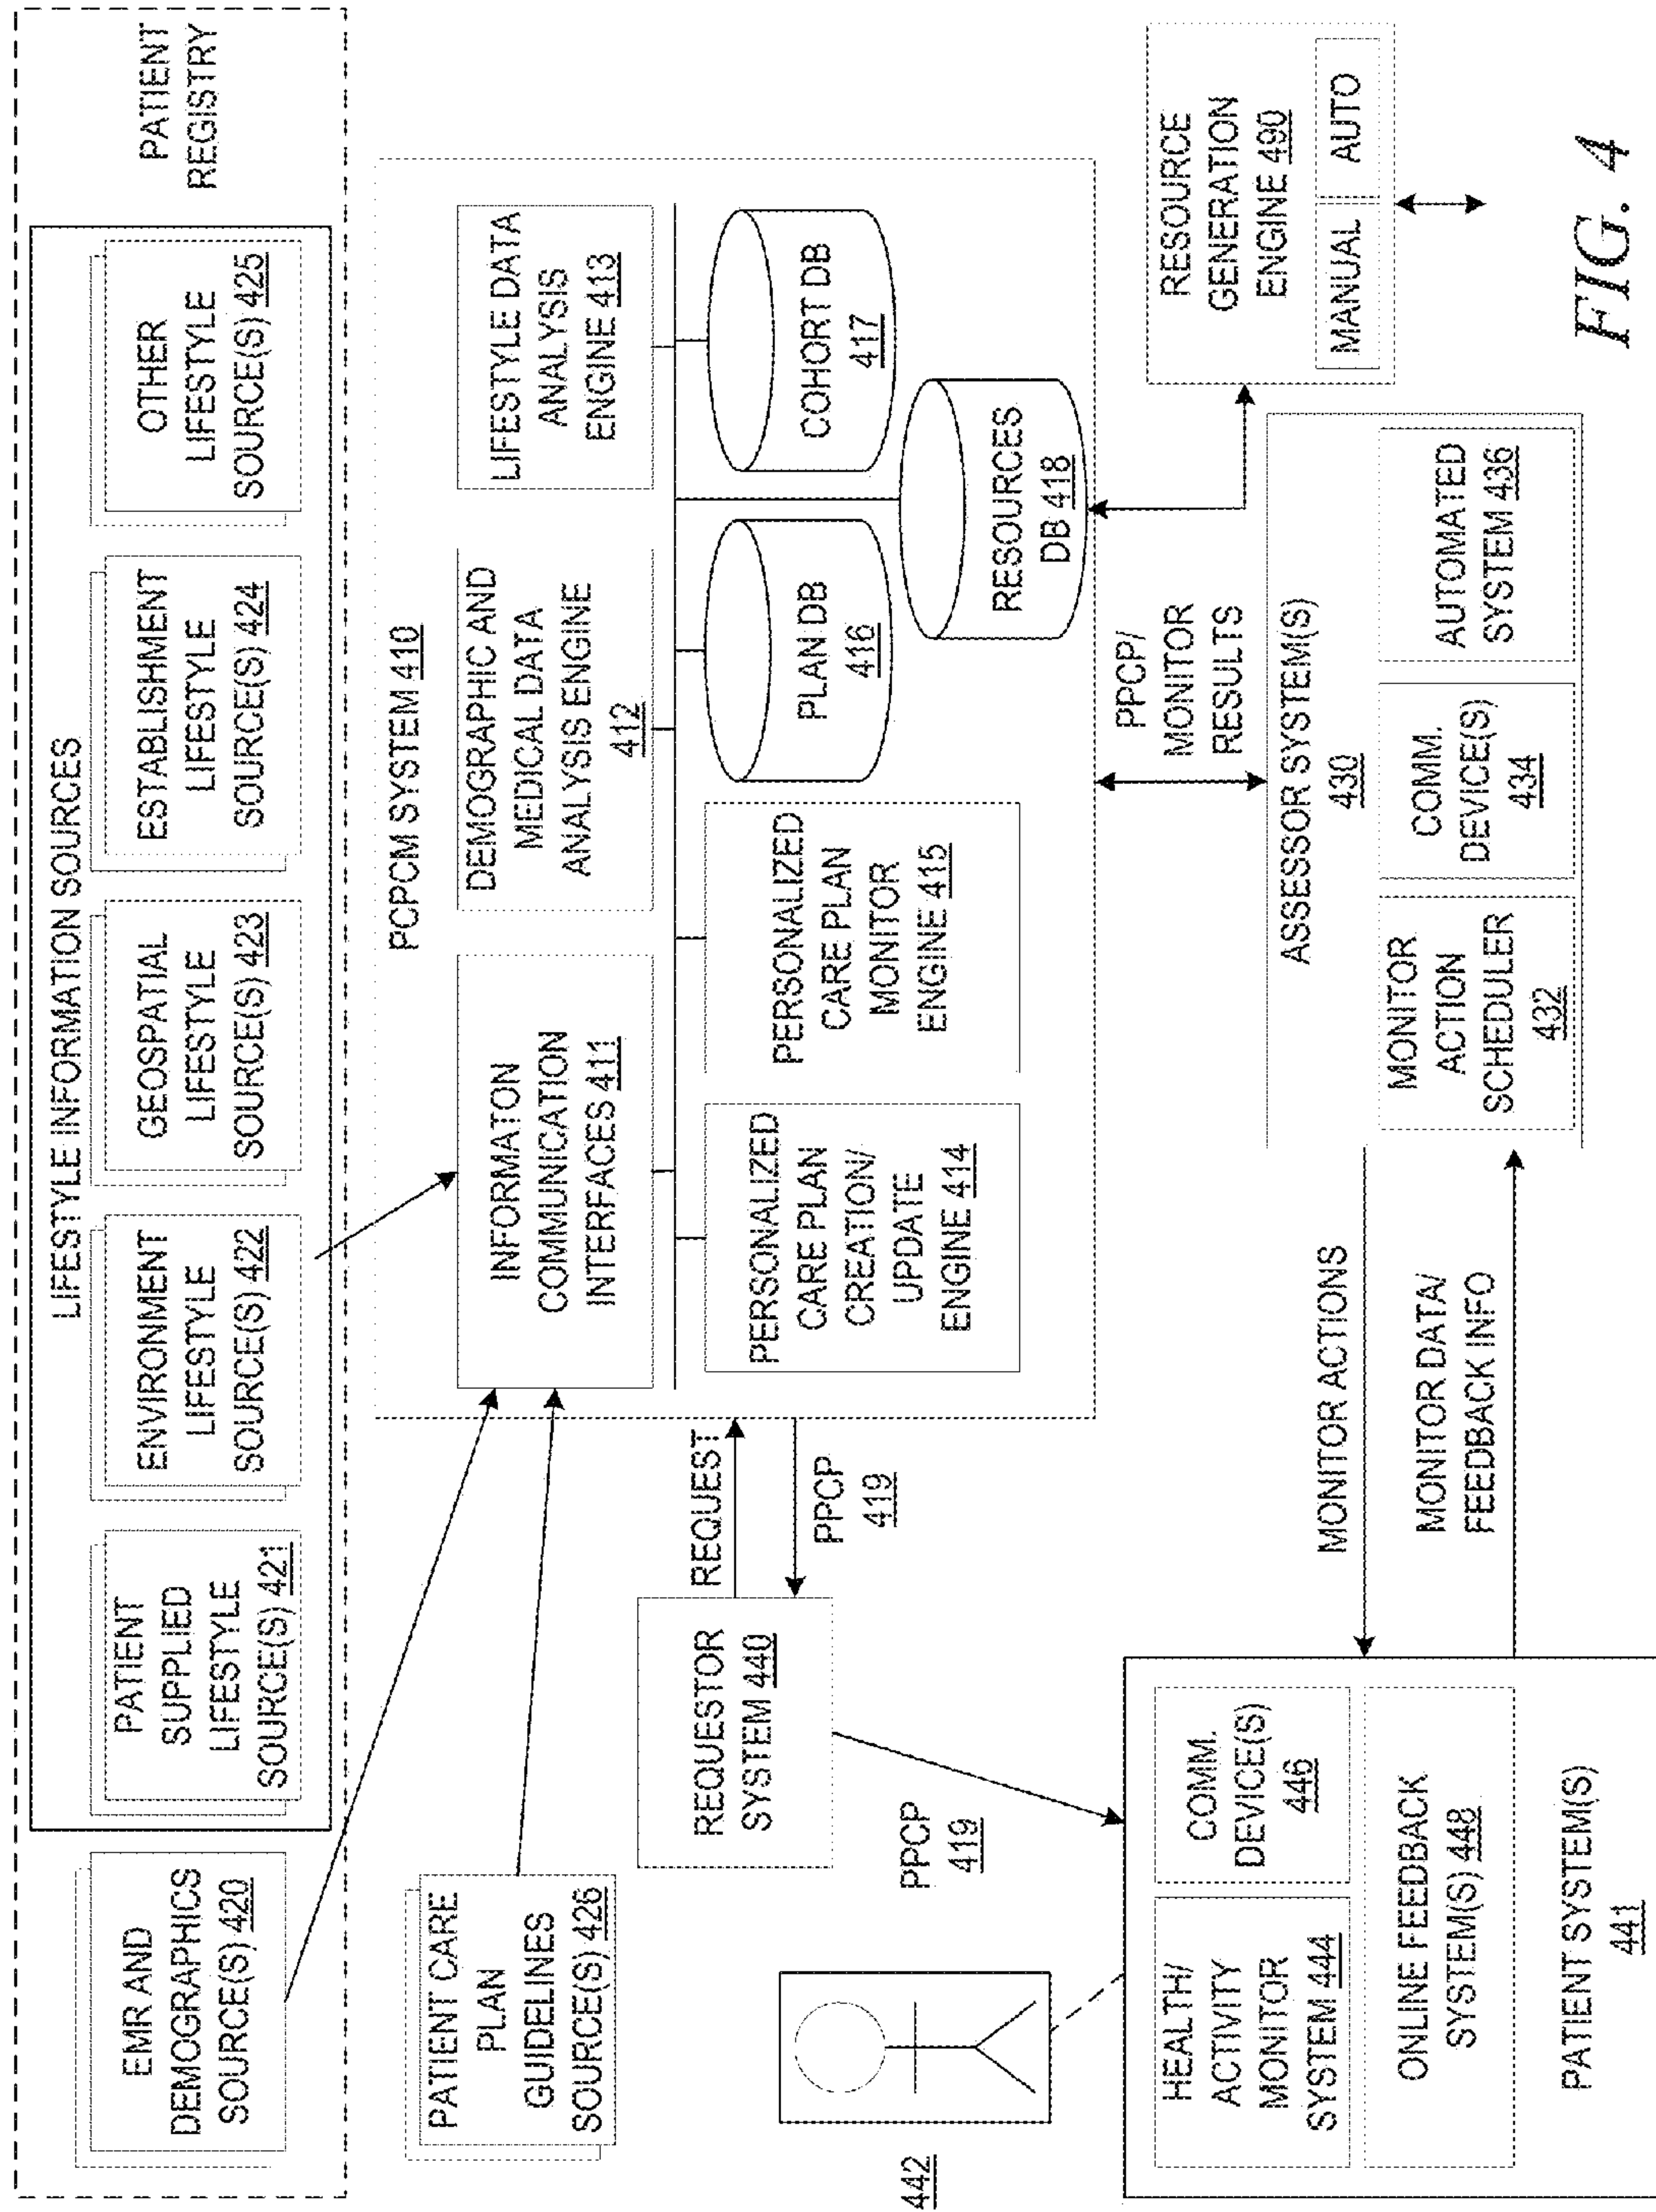 PATIENT
REGISTRY
LIFESTYLE INFORMATION SOURCES
EMR AND
DEMOGRAPHICS
SOURCE(S) 420
PATIENT
SUPPLIED
LIFESTYLE
SOURCE(S) 421
ENVIRONMENT
LIFESTYLE
SOURCE(S) 422
GEOSPATIAL
LIFESTYLE
SOURCE(S) 423
ESTABLISHMENT
LIFESTYLE
SOURCE(S) 424
OTHER
LIFESTYLE
SOURCE(S) 425
PATIENT CARE
PLAN
GUIDELINES
SOURCE(S) 426
PCPCM SYSTEM 410
INFORMATON
COMMUNICATION
INTERFACES 411
DEMOGRAPHIC AND
MEDICAL DATA
ANALYSIS ENGINE
412
LIFESTYLE DATA
ANALYSIS
ENGINE 413
PERSONALIZED
CARE PLAN
CREATION/
UPDATE
ENGINE 414
PERSONALIZED
CARE PLAN
MONITOR
ENGINE 415
PLAN DB
416
COHORT DB
417
RESOURCES
DB 418
REQUEST
PPCP
419
REQUESTOR
SYSTEM 440
PPCP
419
442
PPCP/
MONITOR
RESULTS
RESOURCE
GENERATION
ENGINE 490
MANUAL
AUTO
ASSESSOR SYSTEM(S)
430
MONITOR
ACTION
SCHEDULER
432
COMM.
DEVICE(S)
434
AUTOMATED
SYSTEM 436
MONITOR ACTIONS
MONITOR DATA/
FEEDBACK INFO
HEALTH/
ACTIVITY
MONITOR
SYSTEM 444
COMM.
DEVICE(S)
446
ONLINE FEEDBACK
SYSTEM(S) 448
PATIENT SYSTEM(S)
441
FIG. 4